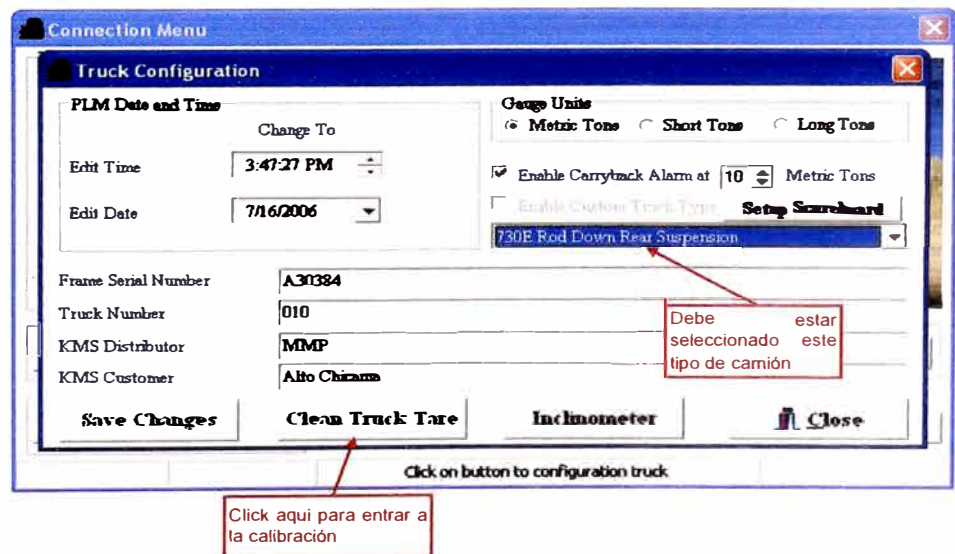 Connection Menu
Truck Configuration
PLM Date and Time
Change To
Edit Time
3:47:27 PM
Edit Date
7/16/2006
Gauge Units
Metric Tons
Short Tons
Long Tons
Enable Carryback Alarm at 10 Metric Tons
Enable Custom Truck Type
Setup Scoreboard
730E Rod Down Rear Suspension
Frame Serial Number A30384
Truck Number 010
KMS Distributor MMP
KMS Customer Alto Chicama
Debe estar
seleccionado este
tipo de camión
Save Changes
Clean Truck Tare
Inclinometer
Close
Click on button to configuration truck
Click aqui para entrar a
la calibración